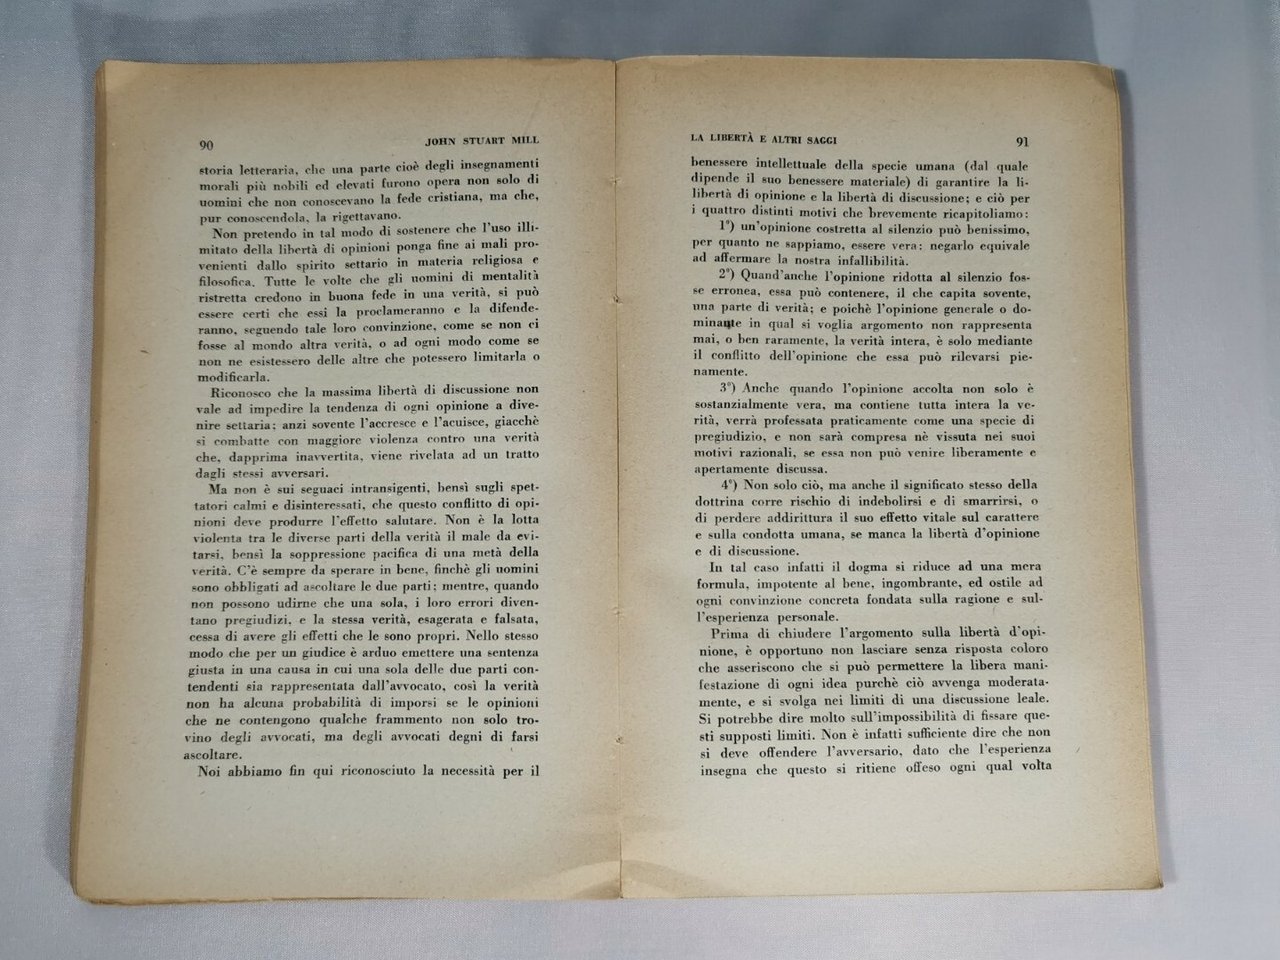 90 JOHN STUART MILL
storia letteraria, che una parte cioè degli insegnamenti
morali più nobili ed elevati furono opera non solo di
uomini che non conoscevano la fede cristiana, ma che,
pur conoscendola, la rigettavano.
Non pretendo in tal modo di sostenere che l'uso illi-
mitato della libertà di opinioni ponga fine ai mali pro-
venienti dallo spirito settario in materia religiosa e
filosofica. Tutte le volte che gli uomini di mentalità
ristretta credono in buona fede in una verità, si può
essere certi che essi la proclameranno e la difende-
ranno, seguendo tale loro convinzione, come se non ci
fosse al mondo altra verità, o ad ogni modo come se
non ne esistessero delle altre che potessero limitarla o
modificarla.
Riconosco che la massima libertà di discussione non
vale ad impedire la tendenza di ogni opinione a dive-
nire settaria; anzi sovente l'accresce e l'acuisce, giacchè
si combatte con maggiore violenza contro una verità
che, dapprima inavvertita, viene rivelata ad un tratto
dagli stessi avversari.
Ma non è sui seguaci intransigenti, bensì sugli spet-
tatori calmi e disinteressati, che questo conflitto di opi-
nioni deve produrre l'effetto salutare. Non è la lotta
violenta tra le diverse parti della verità il male da evi-
tarsi, bensì la soppressione pacifica di una metà della
verità. C'è sempre da sperare in bene, finchè gli uomini
sono obbligati ad ascoltare le due parti; mentre, quando
non possono udirne che una sola, i loro errori diven-
tano pregiudizi, e la stessa verità, esagerata e falsata,
cessa di avere gli effetti che le sono propri. Nello stesso
modo che per un giudice è arduo emettere una sentenza
giusta in una causa in cui una sola delle due parti con-
tendenti sia rappresentata dall'avvocato, così la verità
non ha alcuna probabilità di imporsi se le opinioni
che ne contengono qualche frammento non solo tro-
vino degli avvocati, ma degli avvocati degni di farsi
ascoltare.
Noi abbiamo fin qui riconosciuto la necessità per il
LA LIBERTÀ E ALTRI SAGGI 91
benessere intellettuale della specie umana (dal quale
dipende il suo benessere materiale) di garantire la li-
libertà di opinione e la libertà di discussione; e ciò per
i quattro distinti motivi che brevemente ricapitoliamo:
1°) un'opinione costretta al silenzio può benissimo,
per quanto ne sappiamo, essere vera: negarlo equivale
ad affermare la nostra infallibilità.
2°) Quand'anche l'opinione ridotta al silenzio fos-
se erronea, essa può contenere, il che capita sovente,
una parte di verità; e poichè l'opinione generale o do-
minante in qual si voglia argomento non rappresenta
mai, o ben raramente, la verità intera, è solo mediante
il conflitto dell'opinione che essa può rilevarsi pie-
namente.
3°) Anche quando l'opinione accolta non solo è
sostanzialmente vera, ma contiene tutta intera la ve-
rità, verrà professata praticamente come una specie di
pregiudizio, e non sarà compresa nè vissuta nei suoi
motivi razionali, se essa non può venire liberamente e
apertamente discussa.
4°) Non solo ciò, ma anche il significato stesso della
dottrina corre rischio di indebolirsi e di smarrirsi, o
di perdere addirittura il suo effetto vitale sul carattere
e sulla condotta umana, se manca la libertà d'opinione
e di discussione.
In tal caso infatti il dogma si riduce ad una mera
formula, impotente al bene, ingombrante, ed ostile ad
ogni convinzione concreta fondata sulla ragione e sul-
l'esperienza personale.
Prima di chiudere l'argomento sulla libertà d'opi-
nione, è opportuno non lasciare senza risposta coloro
che asseriscono che si può permettere la libera mani-
festazione di ogni idea purchè ciò avvenga moderata-
mente, e si svolga nei limiti di una discussione leale.
Si potrebbe dire molto sull'impossibilità di fissare que-
sti supposti limiti. Non è infatti sufficiente dire che non
si deve offendere l'avversario, dato che l'esperienza
insegna che questo si ritiene offeso ogni qual volta